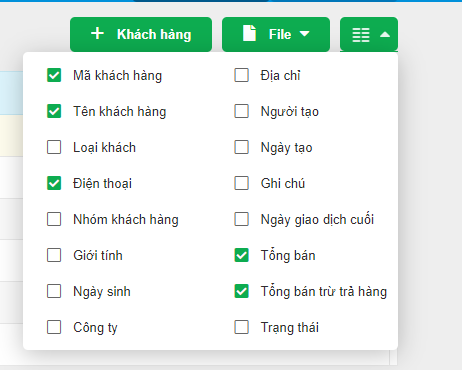 Khách hàng
File
Mã khách hàng
Địa chỉ
Tên khách hàng
Người tạo
Loại khách
Ngày tạo
Điện thoại
Ghi chú
Nhóm khách hàng
Ngày giao dịch cuối
Giới tính
Tổng bán
Ngày sinh
Tổng bán trừ trả hàng
Công ty
Trạng thái